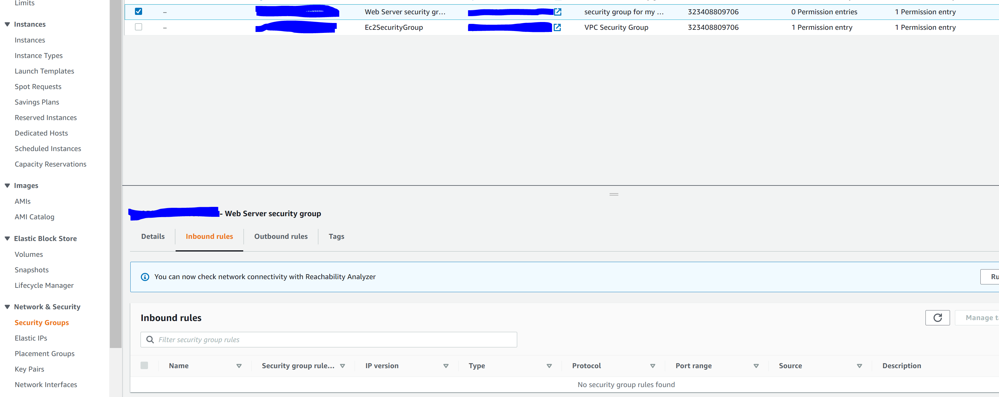 Limits
Web Server security gr... security group for my ... 323408809706 0 Permission entries 1 Permission entry
Ec2SecurityGroup VPC Security Group 323408809706 1 Permission entry 1 Permission entry
Instances
Instances
Instance Types
Launch Templates
Spot Requests
Savings Plans
Reserved Instances
Dedicated Hosts
Scheduled Instances
Capacity Reservations
Images
AMIs
AMI Catalog
Elastic Block Store
Volumes
Snapshots
Lifecycle Manager
Network & Security
Security Groups
Elastic IPs
Placement Groups
Key Pairs
Network Interfaces
- Web Server security group
Details Inbound rules Outbound rules Tags
You can now check network connectivity with Reachability Analyzer
Ru
Inbound rules
Manage t
Filter security group rules
Name Security group rule... IP version Type Protocol Port range Source Description
No security group rules found